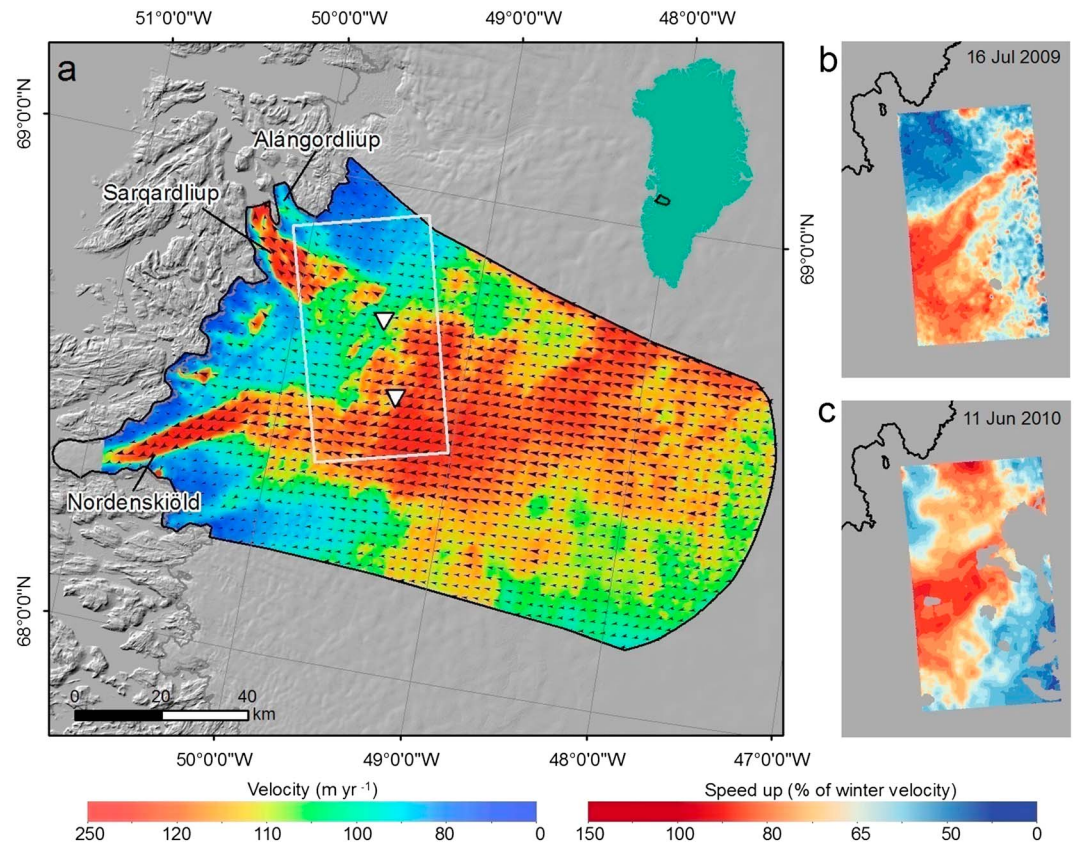 51°0'0"W 50°0'0"W 49°0'0"W 48°0'0"W
a
69°0'0"N
Alángordliup
Sarqardliup
Nordenskiöld
68°0'0"N
69°0'0"N
0 20 40
km
50°0'0"W 49°0'0"W 48°0'0"W 47°0'0"W
b
16 Jul 2009
c
11 Jun 2010
Velocity (m yr -1)
250 120 110 100 80 0
Speed up (% of winter velocity)
150 100 80 65 50 0